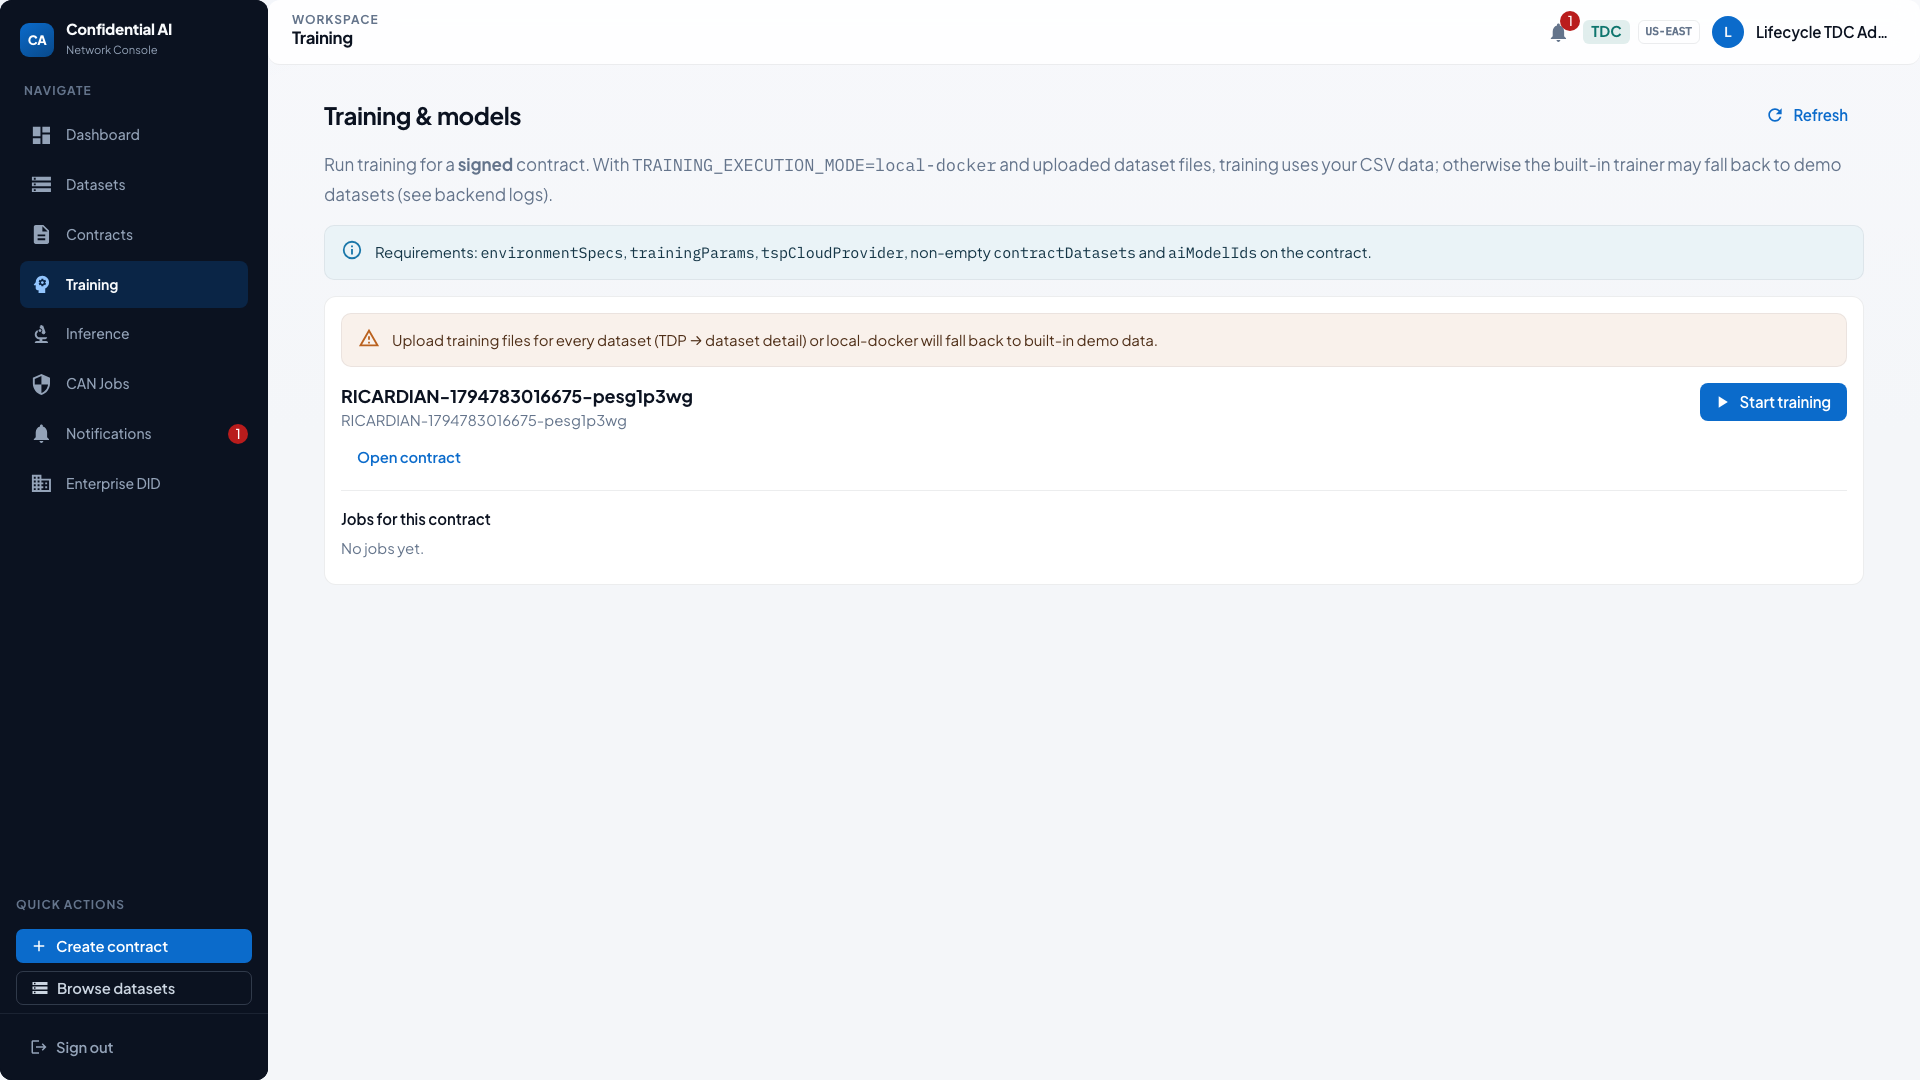 CA
Confidential AI
Network Console
NAVIGATE
Dashboard
Datasets
Contracts
Training
Inference
CAN Jobs
Notifications
1
Enterprise DID
QUICK ACTIONS
Create contract
Browse datasets
Sign out
WORKSPACE
Training
1
TDC
US-EAST
L
Lifecycle TDC Ad...
Training & models
Refresh
Run training for a signed contract. With TRAINING_EXECUTION_MODE=local-docker and uploaded dataset files, training uses your CSV data; otherwise the built-in trainer may fall back to demo
datasets (see backend logs).
Requirements: environmentSpecs, trainingParams, tspCloudProvider, non-empty contractDatasets and aiModelIds on the contract.
Upload training files for every dataset (TDP → dataset detail) or local-docker will fall back to built-in demo data.
RICARDIAN-1794783016675-pesg1p3wg
RICARDIAN-1794783016675-pesg1p3wg
Start training
Open contract
Jobs for this contract
No jobs yet.